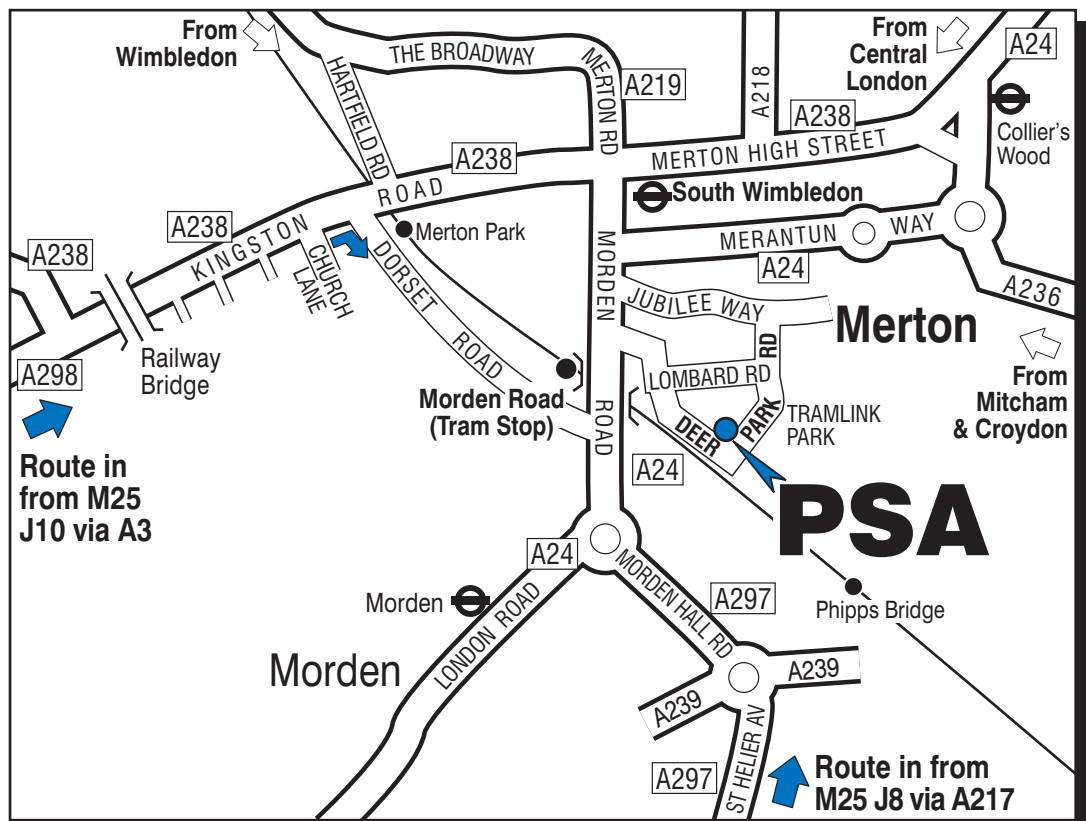 From
Wimbledon
THE BROADWAY
MERTON RD
A219
A218
From
Central
London
A24
HARTFIELD RD
A238
MERTON HIGH STREET
Collier's
Wood
A238
ROAD
South Wimbledon
A238
KINGSTON
Merton Park
MERANTUN
WAY
A24
A238
CHURCH
LANE
DORSET
ROAD
MORDEN
ROAD
JUBILEE WAY
A236
Merton
A298
Railway
Bridge
LOMBARD RD
RD
PARK
DEER
TRAMLINK
PARK
From
Mitcham
& Croydon
Morden Road
(Tram Stop)
Route in
from M25
J10 via A3
A24
PSA
A24
MORDEN HALL RD
A297
Phipps Bridge
Morden
LONDON ROAD
Morden
A239
A239
ST HELIER AV
A297
Route in from
M25 J8 via A217